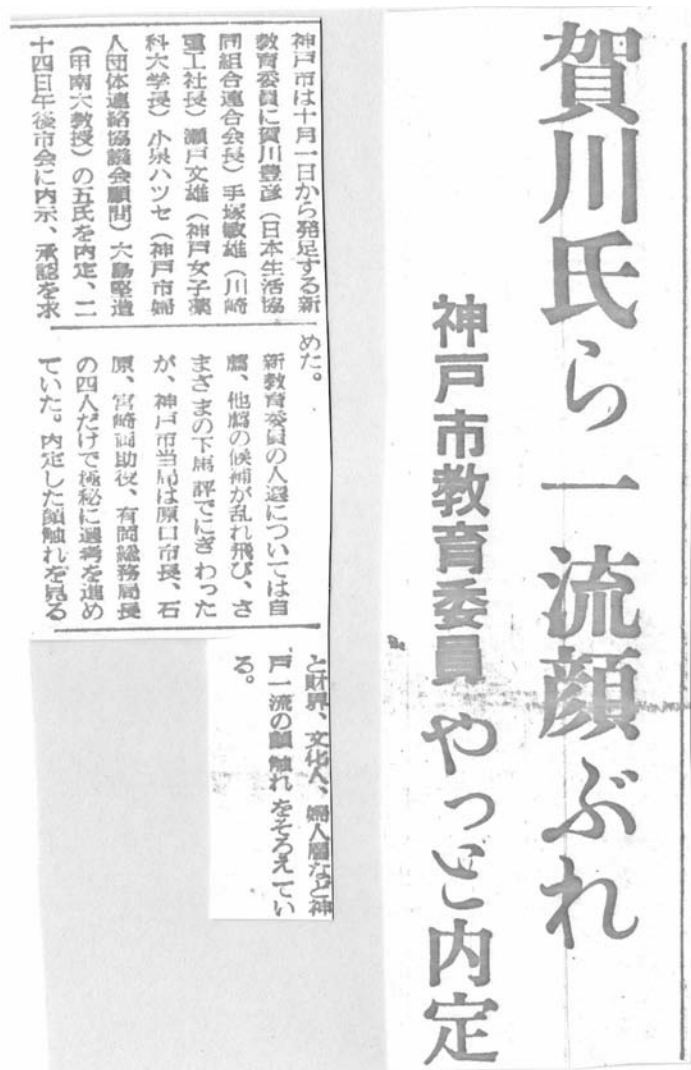 賀川氏ら一流顔ぶれ
神戸市教育委員 やっと内定
神戸市は十月一日から発足する新
教育委員に賀川豊彦（日本生活協
同組合連合会長）手塚敏雄（川崎
重工社長）瀬戸文雄（神戸女子薬
科大学長）小泉ハツセ（神戸市婦
人団体連絡協議会顧問）大島堅造
（甲南大教授）の五氏を内定、二
十四日午後市会に内示、承認を求
めた。
新教育委員の人選については自
薦、他薦の候補が乱れ飛び、さ
まざまの下馬評でにぎわった
が、神戸市当局は原口市長、石
原、宮崎両助役、有岡総務局長
の四人だけで極秘に選考を進め
ていた。内定した顔触れを見る
と財界、文化人、婦人層など神
戸一流の顔触れをそろえてい
る。